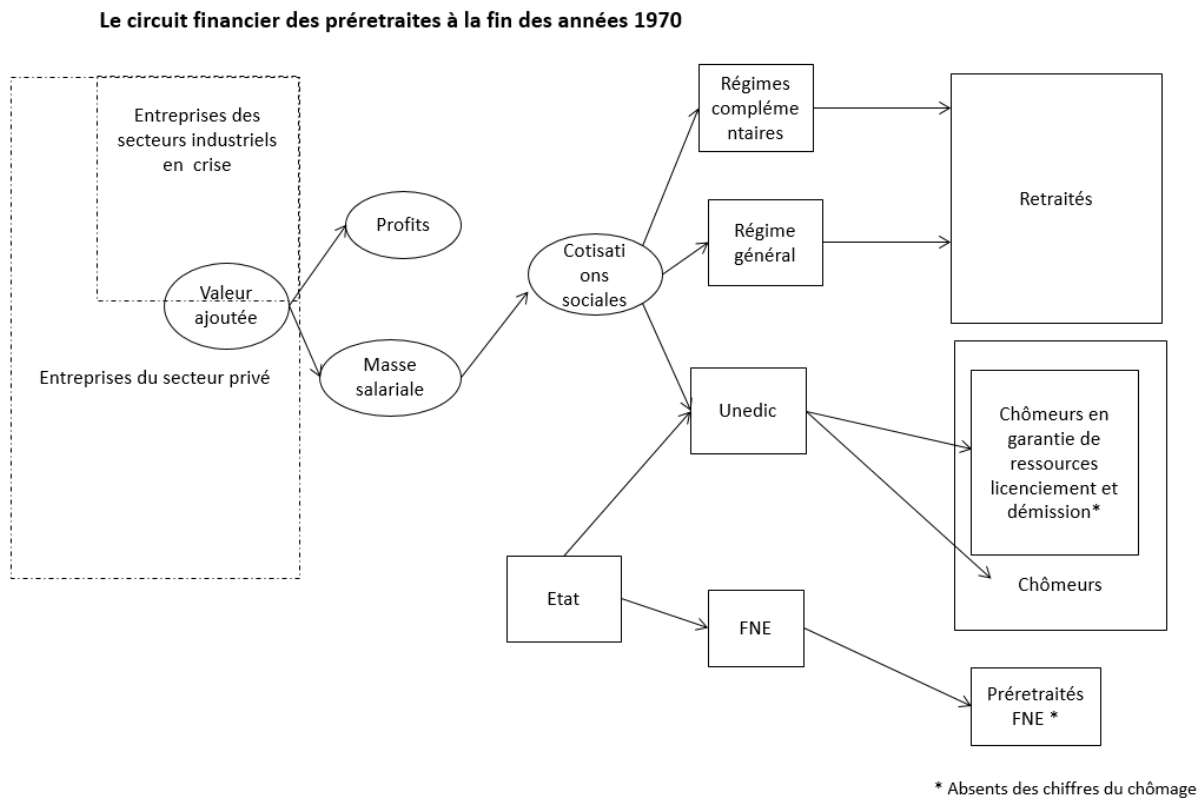 Le circuit financier des préretraites à la fin des années 1970
Entreprises des
secteurs industriels
en crise
Profits
Valeur
ajoutée
Entreprises du secteur privé
Masse
salariale
Cotisati
ons
sociales
Régimes
compléme
ntaires
Régime
général
Retraités
Unedic
Chômeurs en
garantie de
ressources
licenciement et
démission*
Chômeurs
Etat
FNE
Préretraités
FNE *
* Absents des chiffres du chômage